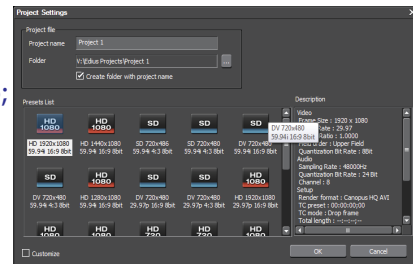 Project Settings
Project file
Project name
Project 1
Folder
V:\Edius Projects\Project 1
...
Create folder with project name
;
Presets List
Description
HD 1080
HD 1080
SD
SD
SD
HD 1920x1080
59.94i 16:9 8bit
HD 1440x1080
59.94i 16:9 8bit
SD 720x486
59.94i 4:3 8bit
SD 720x486
59.94i 16:9 8bit
DV 720x480
59.94i 16:9 8bit
Video
Frame Size : 1920 x 1080
: 29.97
Ratio : 1.0000
Field order : Upper Field
Quantization Bit Rate : 8Bit
Audio
Sampling Rate : 48000Hz
Quantization Bit Rate : 24 Bit
Channel : 8
Setup
Render format : Canopus HQ AVI
TC preset : 00:00:00;00
TC mode : Drop frame
Total length : --:--:--;--
SD
HD 1080
SD
SD
HD 1080
DV 720x480
59.94i 4:3 8bit
HD 1280x1080
59.94i 16:9 8bit
DV 720x480
29.97p 16:9 8bit
DV 720x480
29.97p 4:3 8bit
HD 1920x1080
29.97p 16:9 8bit
HD
HD
HD
HD
HD
Customize
OK
Cancel